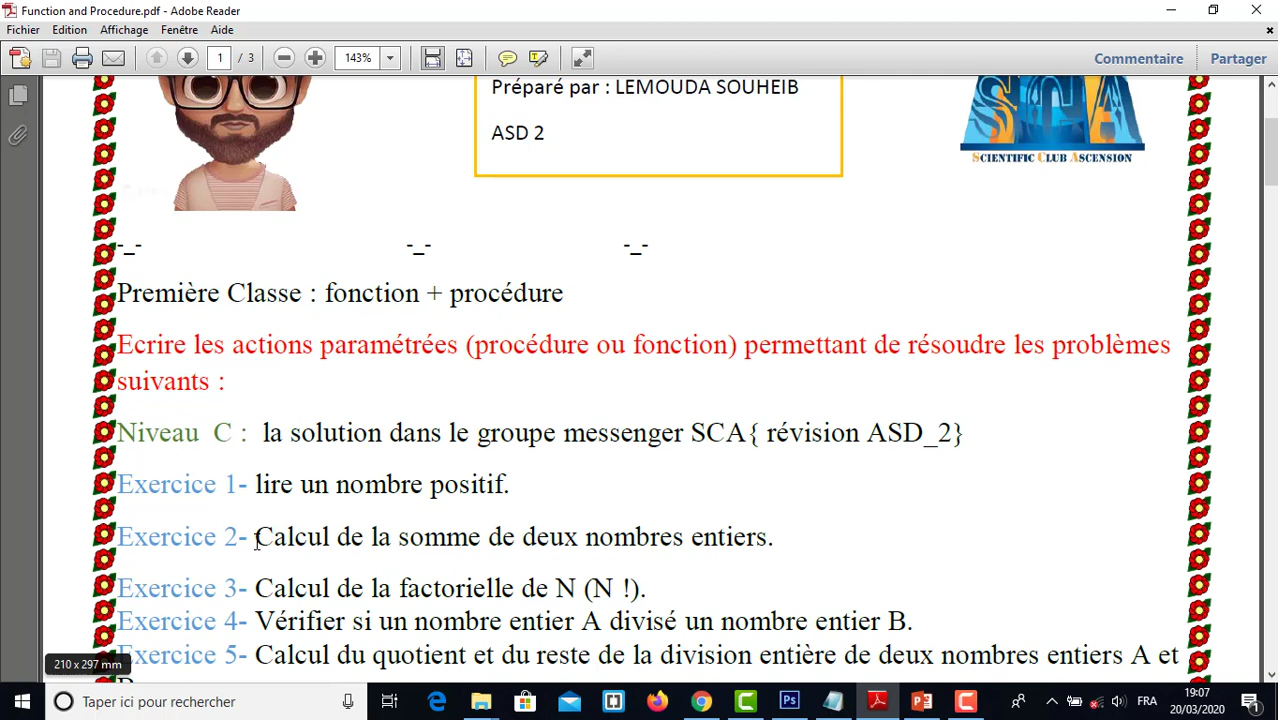 Function and Procedure.pdf - Adobe Reader
Fichier Edition Affichage Fenêtre Aide
1 / 3 143% Commentaire Partager
Préparé par : LEMOUDA SOUHEIB
ASD 2
SCA
SCIENTIFIC CLUB ASCENSION
-_- -_- -_-
Première Classe : fonction + procédure
Ecrire les actions paramétrées (procédure ou fonction) permettant de résoudre les problèmes
suivants :
Niveau C : la solution dans le groupe messenger SCA{ révision ASD_2}
Exercice 1- lire un nombre positif.
Exercice 2- Calcul de la somme de deux nombres entiers.
Exercice 3- Calcul de la factorielle de N (N !).
Exercice 4- Vérifier si un nombre entier A divisé un nombre entier B.
Exercice 5- Calcul du quotient et du reste de la division entière de deux nombres entiers A et
210 x 297 mm
Taper ici pour rechercher
FRA
19:07
20/03/2020